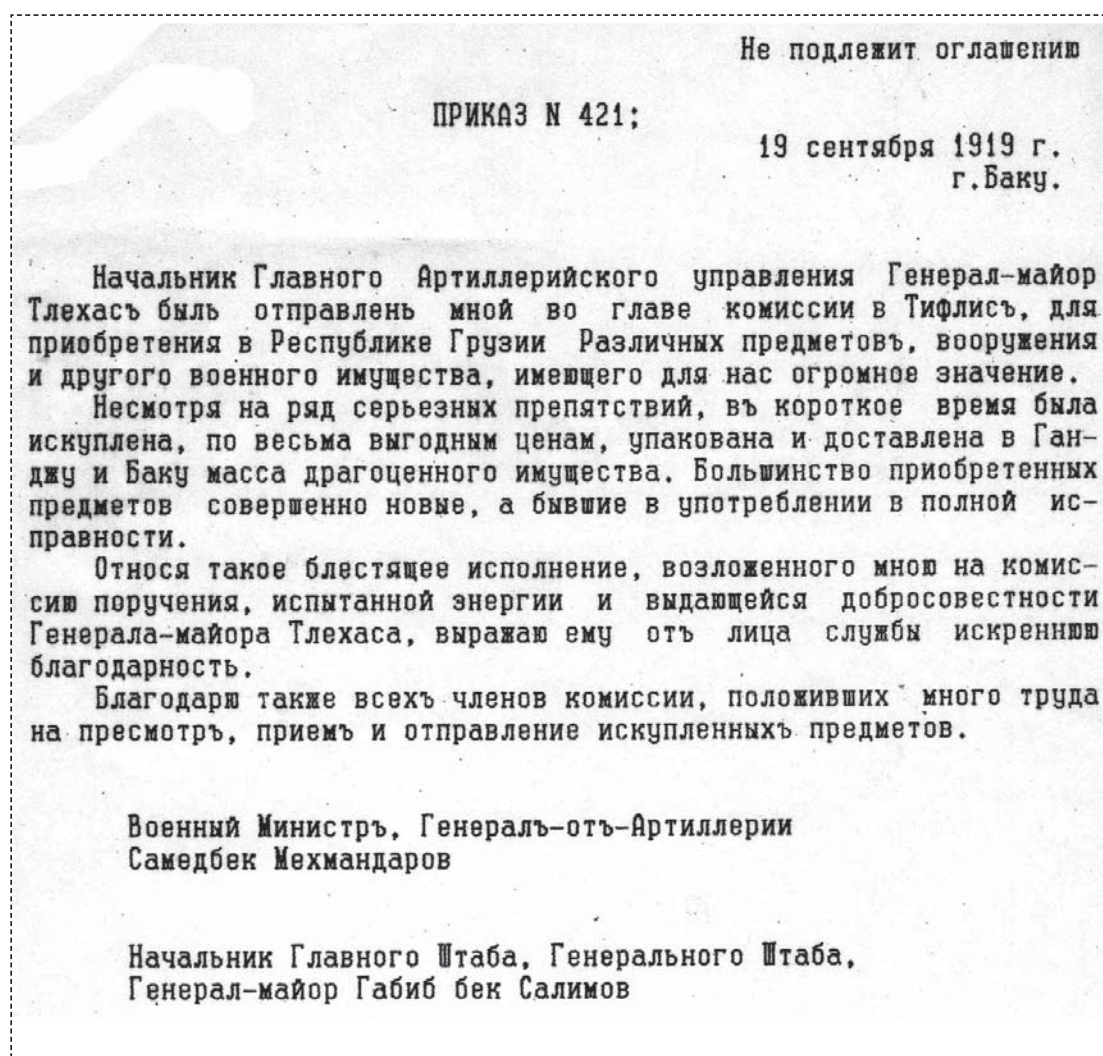 Не подлежит оглашению
ПРИКАЗ N 421;
19 сентября 1919 г.
г.Баку.
Начальник Главного Артиллерийского управления Генерал-майор
Тлехасъ быль отправлень мной во главе комиссии в Тифлисъ, для
приобретения в Республике Грузии Различных предметовъ, вооружения
и другого военного имущества, имеющего для нас огромное значение.
Несмотря на ряд серьезных препятствий, въ короткое время была
искуплена, по весьма выгодным ценам, упакована и доставлена в Ган-
джу и Баку масса драгоценного имущества. Большинство приобретенных
предметов совершенно новые, а бывшие в употреблении в полной ис-
правности.
Относя такое блестящее исполнение, возложенного мною на комис-
сию поручения, испытанной энергии и выдающейся добросовестности
Генерала-майора Тлехаса, выражаю ему отъ лица службы искреннюю
благодарность.
Благодарю также всехъ членов комиссии, положивших много труда
на пресмотръ, приемъ и отправление искупленныхъ предметов.
Военный Министръ, Генералъ-отъ-Артиллерии
Самедбек Мехмандаров
Начальник Главного Штаба, Генерального Штаба,
Генерал-майор Габиб бек Салимов